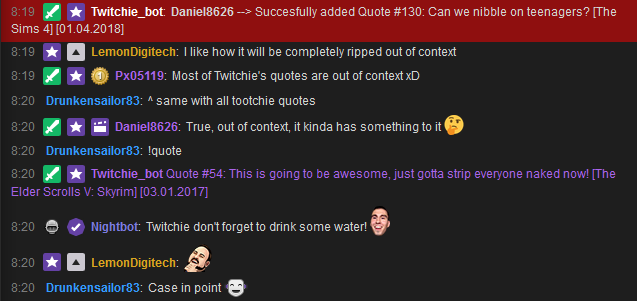 8:19 Twitchie_bot: Daniel8626 --> Succesfully added Quote #130: Can we nibble on teenagers? [The
Sims 4] [01.04.2018]
8:19 LemonDigitech: I like how it will be completely ripped out of context
8:19 Px05119: Most of Twitchie's quotes are out of context xD
8:20 Drunkensailor83: ^ same with all tootchie quotes
8:20 Daniel8626: True, out of context, it kinda has something to it
8:20 Drunkensailor83: !quote
8:20 Twitchie_bot Quote #54: This is going to be awesome, just gotta strip everyone naked now! [The
Elder Scrolls V: Skyrim] [03.01.2017]
8:20 Nightbot: Twitchie don't forget to drink some water!
8:20 LemonDigitech:
8:20 Drunkensailor83: Case in point